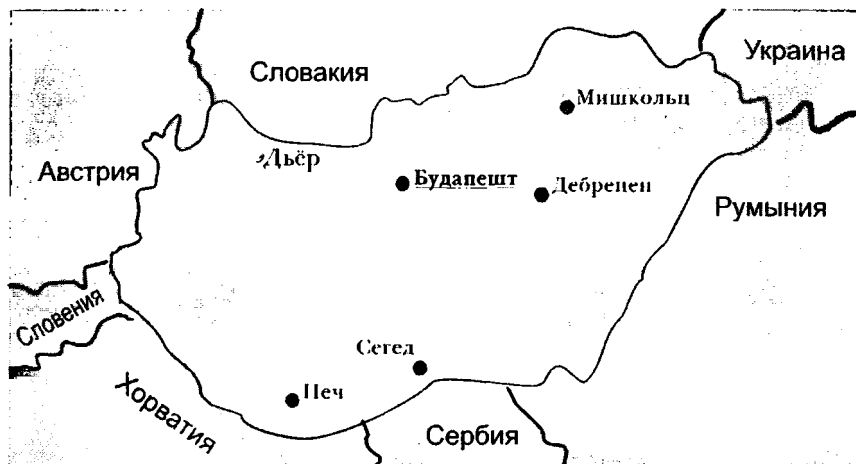 Украина
Словакия
Мишкольц
Дьёр
Австрия
Будапешт
Дебрецен
Румыния
Словения
Сегед
Печ
Хорватия
Сербия